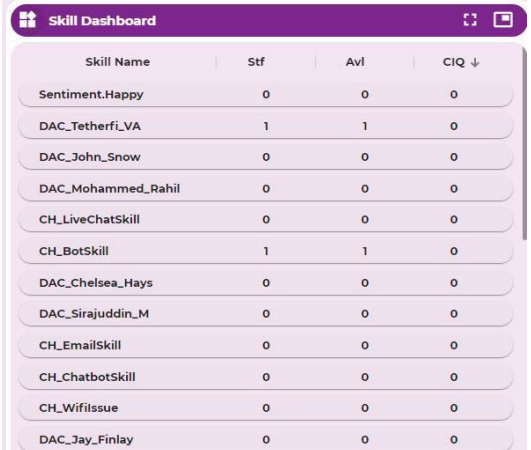 Skill Dashboard
Skill Name Stf Avl CIQ
Sentiment.Happy 0 0 0
DAC_Tetherfi_VA 1 1 0
DAC_John_Snow 0 0 0
DAC_Mohammed_Rahil 0 0 0
CH_LiveChatSkill 0 0 0
CH_BotSkill 1 1 0
DAC_Chelsea_Hays 0 0 0
DAC_Sirajuddin_M 0 0 0
CH_EmailSkill 0 0 0
CH_ChatbotSkill 0 0 0
CH_WifiIssue 0 0 0
DAC_Jay_Finlay 0 0 0